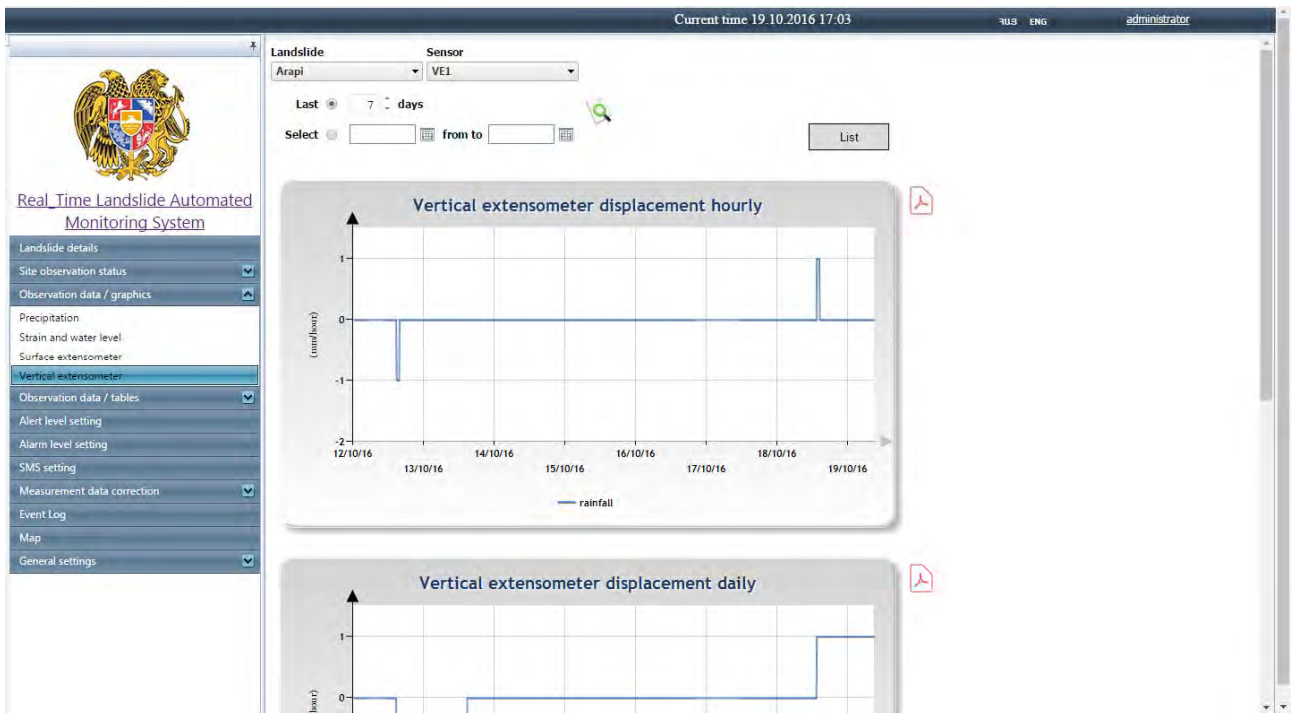 Current time 19.10.2016 17:03
ENG
administrator
Landslide
Sensor
Arapi
VE1
Last
7
days
Select
from to
List
Real_Time Landslide Automated
Monitoring System
Landslide details
Site observation status
Observation data / graphics
Precipitation
Strain and water level
Surface extensometer
Vertical extensometer
Observation data / tables
Alert level setting
Alarm level setting
SMS setting
Measurement data correction
Event Log
Map
General settings
Vertical extensometer displacement hourly
1
0
-1
-2
(mm/hour)
12/10/16
13/10/16
14/10/16
15/10/16
16/10/16
17/10/16
18/10/16
19/10/16
rainfall
Vertical extensometer displacement daily
1
0